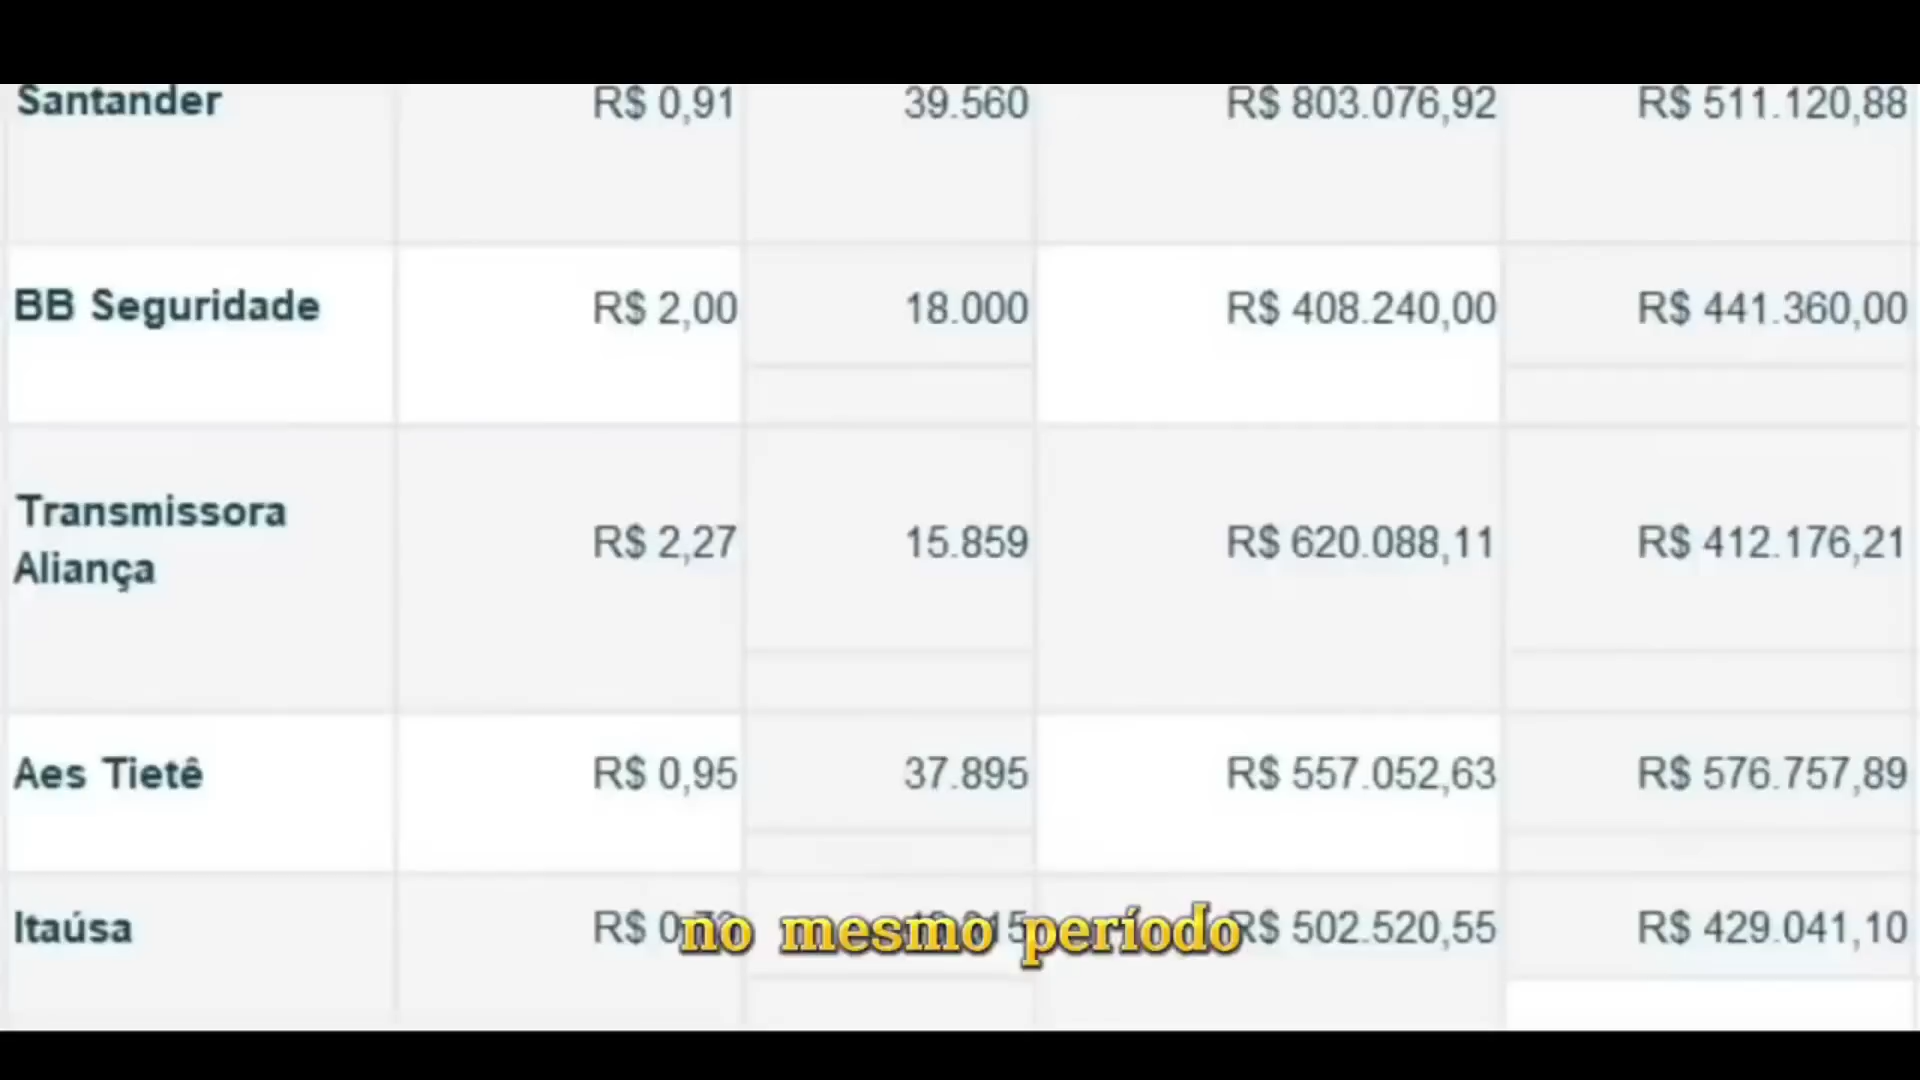 Santander R$ 0,91 39.560 R$ 803.076,92 R$ 511.120,88
BB Seguridade R$ 2,00 18.000 R$ 408.240,00 R$ 441.360,00
Transmissora
Aliança R$ 2,27 15.859 R$ 620.088,11 R$ 412.176,21
Aes Tietê R$ 0,95 37.895 R$ 557.052,63 R$ 576.757,89
Itaúsa R$ R$ 502.520,55 R$ 429.041,10
no mesmo período